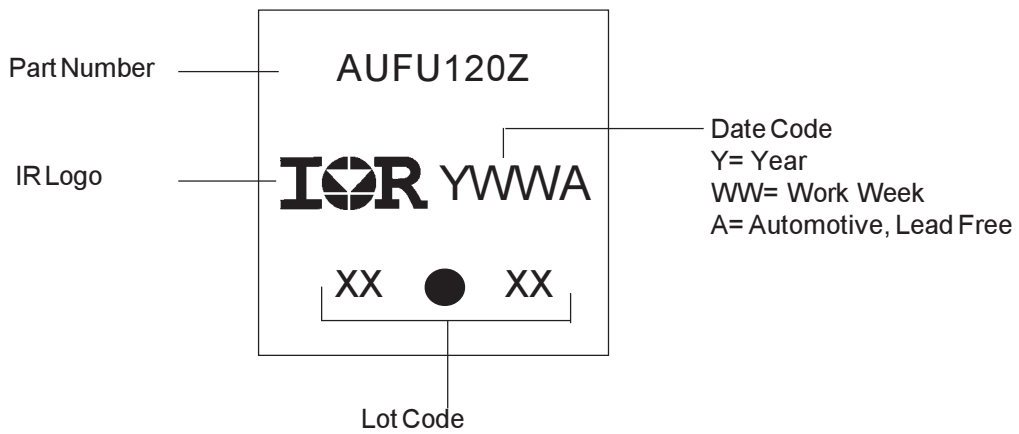 Part Number
AUFU120Z
Date Code
Y= Year
WW= Work Week
A= Automotive, Lead Free
IR Logo
IOR YWWA
XX XX
Lot Code